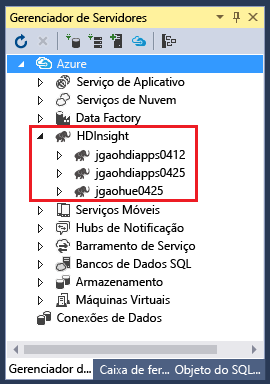 Gerenciador de Servidores
Azure
Serviço de Aplicativo
Serviços de Nuvem
Data Factory
HDInsight
jgaohdiapps0412
jgaohdiapps0425
jgaohue0425
Serviços Móveis
Hubs de Notificação
Barramento de Serviço
Bancos de Dados SQL
Armazenamento
Máquinas Virtuais
Conexões de Dados
Gerenciador d... Caixa de fer... Objeto do SQL...